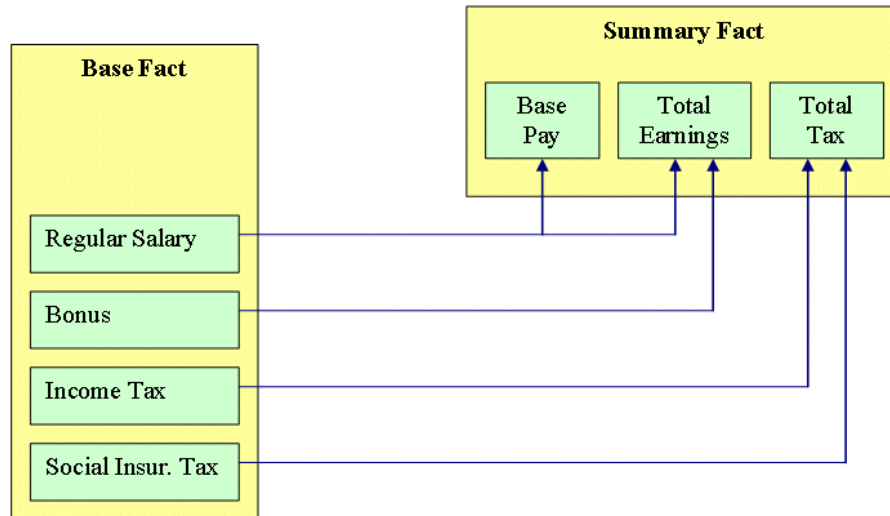 Base Fact
Regular Salary
Bonus
Income Tax
Social Insur. Tax
Summary Fact
Base
Pay
Total
Earnings
Total
Tax